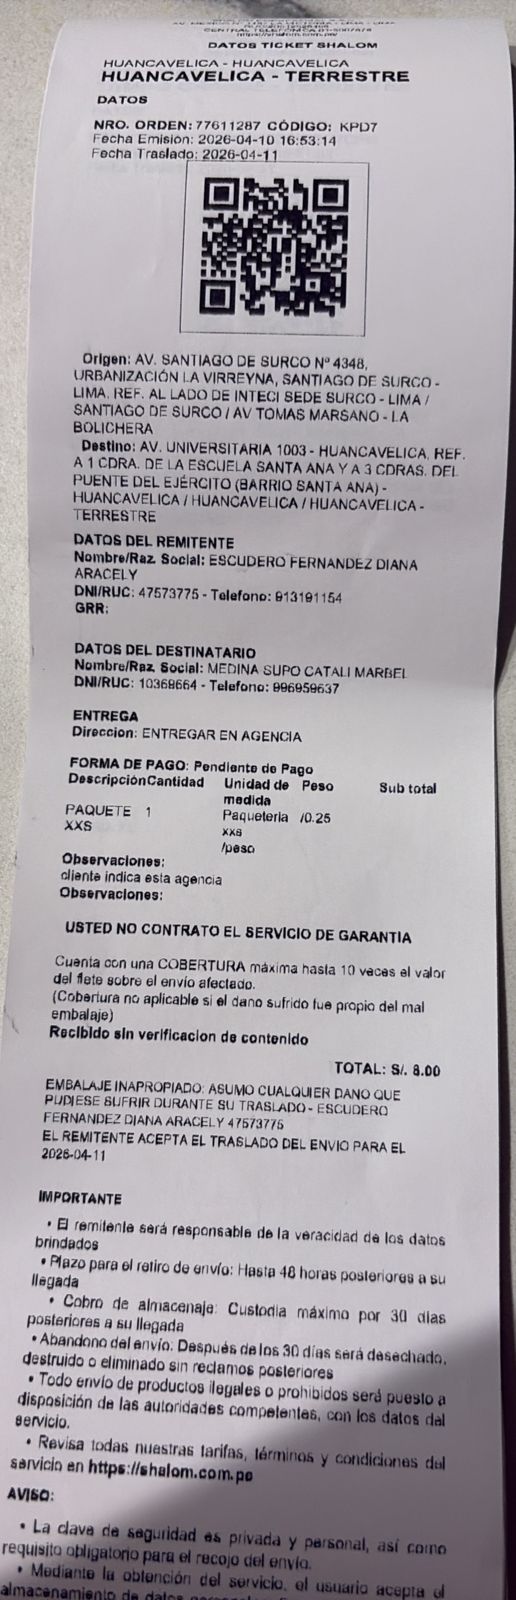 CENTRAL TELEFONICA 01-5007878
https://shalom.com.pe/
DATOS TICKET SHALOM
HUANCAVELICA - HUANCAVELICA
HUANCAVELICA - TERRESTRE
DATOS
NRO. ORDEN: 77611287 CÓDIGO: KPD7
Fecha Emision: 2026-04-10 16:53:14
Fecha Traslado: 2026-04-11
Origen: AV. SANTIAGO DE SURCO Nº 4348,
URBANIZACIÓN LA VIRREYNA, SANTIAGO DE SURCO -
LIMA, REF. AL LADO DE INTECI SEDE SURCO - LIMA /
SANTIAGO DE SURCO / AV TOMAS MARSANO - LA
BOLICHERA
Destino: AV. UNIVERSITARIA 1003 - HUANCAVELICA, REF.
A 1 CDRA. DE LA ESCUELA SANTA ANA Y A 3 CDRAS. DEL
PUENTE DEL EJÉRCITO (BARRIO SANTA ANA) -
HUANCAVELICA / HUANCAVELICA / HUANCAVELICA -
TERRESTRE
DATOS DEL REMITENTE
Nombre/Raz. Social: ESCUDERO FERNANDEZ DIANA
ARACELY
DNI/RUC: 47573775 - Telefono: 913191154
GRR:
DATOS DEL DESTINATARIO
Nombre/Raz. Social: MEDINA SUPO CATALI MARBEL
DNI/RUC: 10369664 - Telefono: 996959637
ENTREGA
Direccion: ENTREGAR EN AGENCIA
FORMA DE PAGO: Pendiente de Pago
DescripciónCantidad Unidad de Peso Sub total
medida
PAQUETE 1 Paqueteria /0.25
XXS xxs
/peso
Observaciones:
cliente indica esta agencia
Observaciones:
USTED NO CONTRATO EL SERVICIO DE GARANTIA
Cuenta con una COBERTURA máxima hasta 10 veces el valor
del flete sobre el envío afectado.
(Cobertura no aplicable si el dano sufrido fue propio del mal
embalaje)
Recibido sin verificacion de contenido
TOTAL: S/. 8.00
EMBALAJE INAPROPIADO: ASUMO CUALQUIER DANO QUE
PUDIESE SUFRIR DURANTE SU TRASLADO - ESCUDERO
FERNANDEZ DIANA ARACELY 47573775
EL REMITENTE ACEPTA EL TRASLADO DEL ENVIO PARA EL
2026-04-11
IMPORTANTE
• El remitente será responsable de la veracidad de los datos
brindados
• Plazo para el retiro de envío: Hasta 48 horas posteriores a su
llegada
• Cobro de almacenaje: Custodia máximo por 30 días
posteriores a su llegada
• Abandono del envío: Después de los 30 días será desechado,
destruido o eliminado sin reclamos posteriores
• Todo envío de productos ilegales o prohibidos será puesto a
disposición de las autoridades competentes, con los datos del
servicio.
• Revisa todas nuestras tarifas, términos y condiciones del
servicio en https://shalom.com.pe
AVISO:
• La clave de seguridad es privada y personal, así como
requisito obligatorio para el recojo del envío.
• Mediante la obtención del servicio, el usuario acepta el
almacenamiento de datos